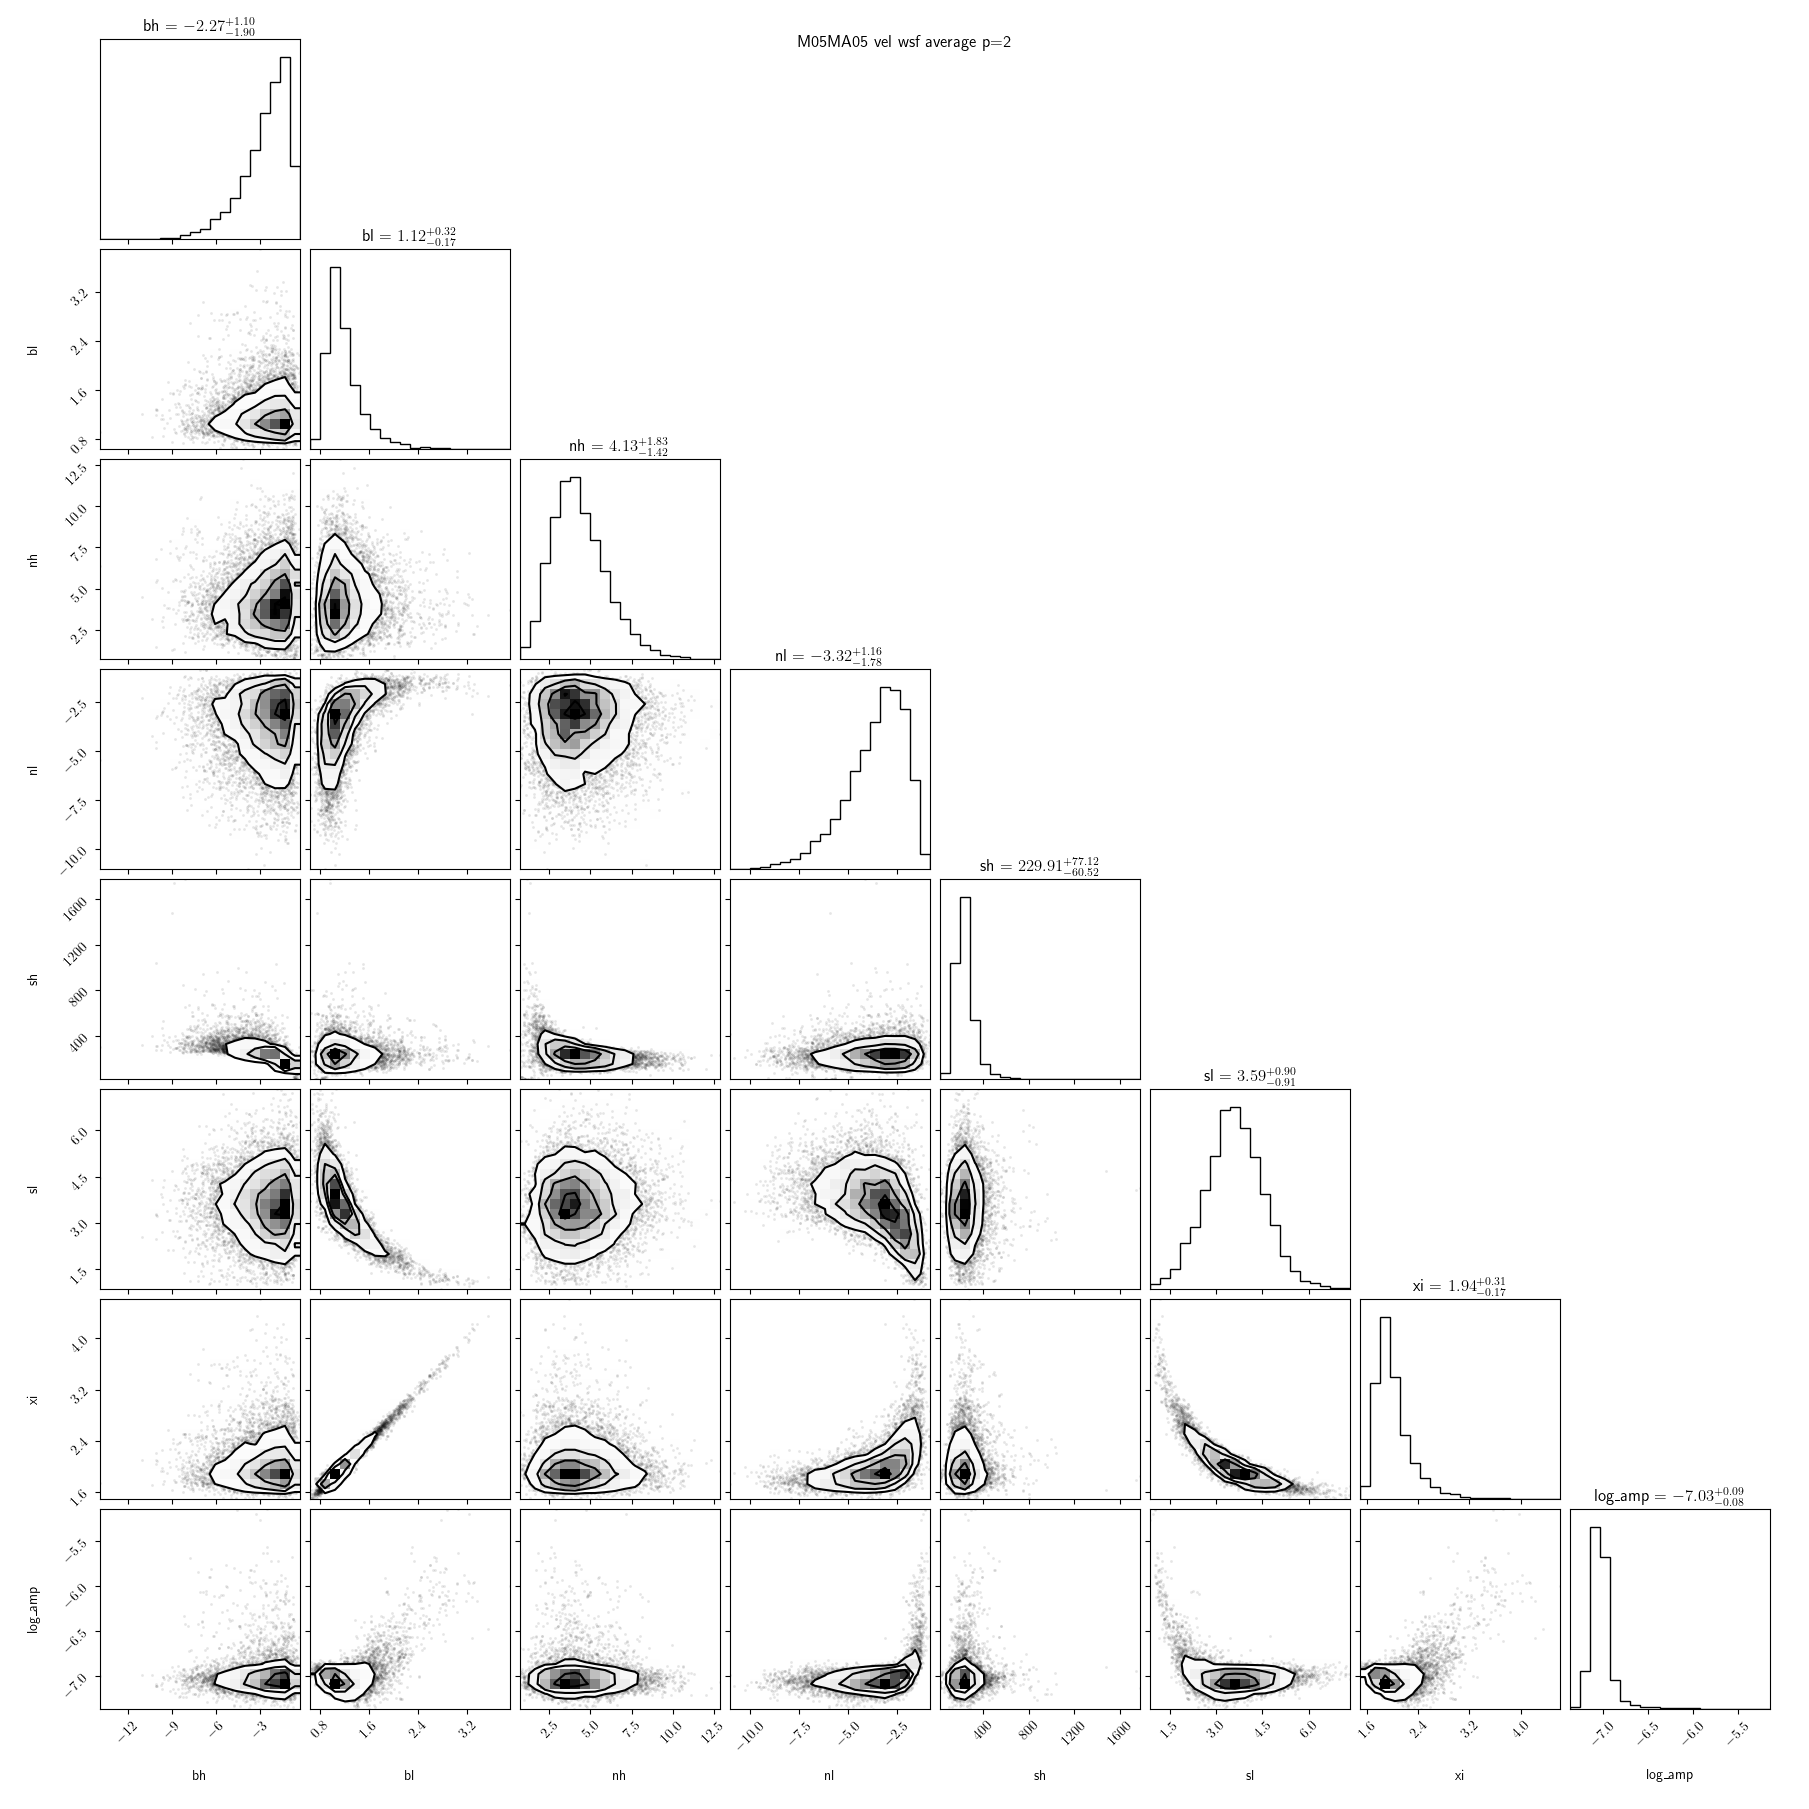 bh = −2.27+1.10−1.90
M05MA05 vel wsf average p=2
bl = 1.12+0.32−0.17
bl
3.2
2.4
1.6
0.8
nh = 4.13+1.83−1.42
nh
12.5
10.0
7.5
5.0
2.5
nl = −3.32+1.16−1.78
nl
−2.5
−5.0
−7.5
−10.0
sh = 229.91+77.12−60.52
sh
1600
1200
800
400
sl = 3.59+0.90−0.91
sl
6.0
4.5
3.0
1.5
xi = 1.94+0.31−0.17
xi
4.0
3.2
2.4
1.6
log_amp = −7.03+0.09−0.08
log_amp
−5.5
−6.0
−6.5
−7.0
−12 −9 −6 −3 0.8 1.6 2.4 3.2 2.5 5.0 7.5 10.0 12.5 −10.0 −7.5 −5.0 −2.5 400 800 1200 1600 1.5 3.0 4.5 6.0 1.6 2.4 3.2 4.0 −7.0 −6.5 −6.0 −5.5
bh bl nh nl sh sl xi log_amp